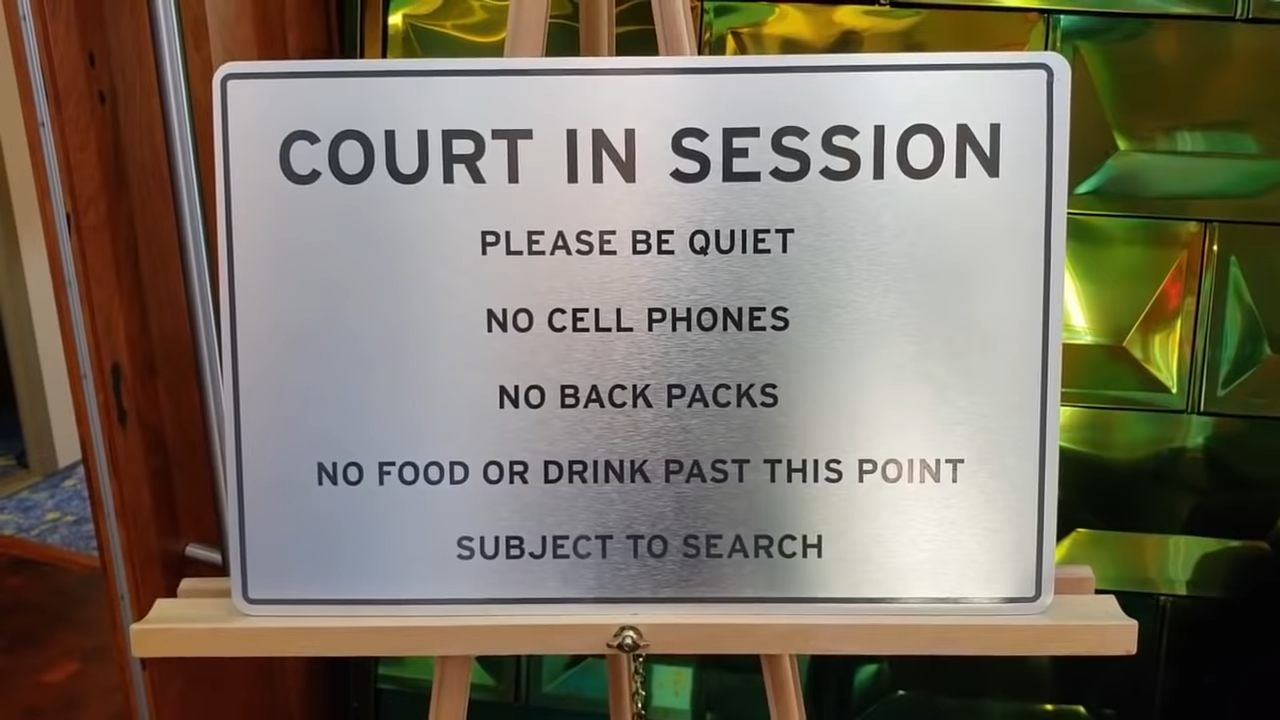 COURT IN SESSION
PLEASE BE QUIET
NO CELL PHONES
NO BACK PACKS
NO FOOD OR DRINK PAST THIS POINT
SUBJECT TO SEARCH